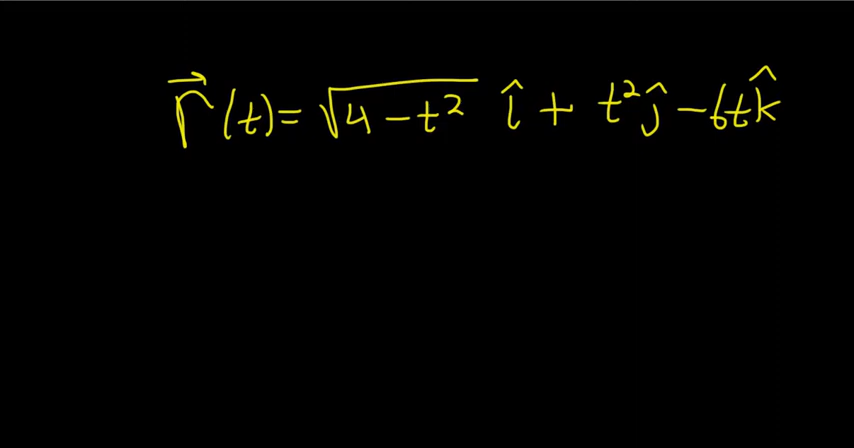 r⃗(t) = √(4 − t²) î + t² ĵ − 6t k̂